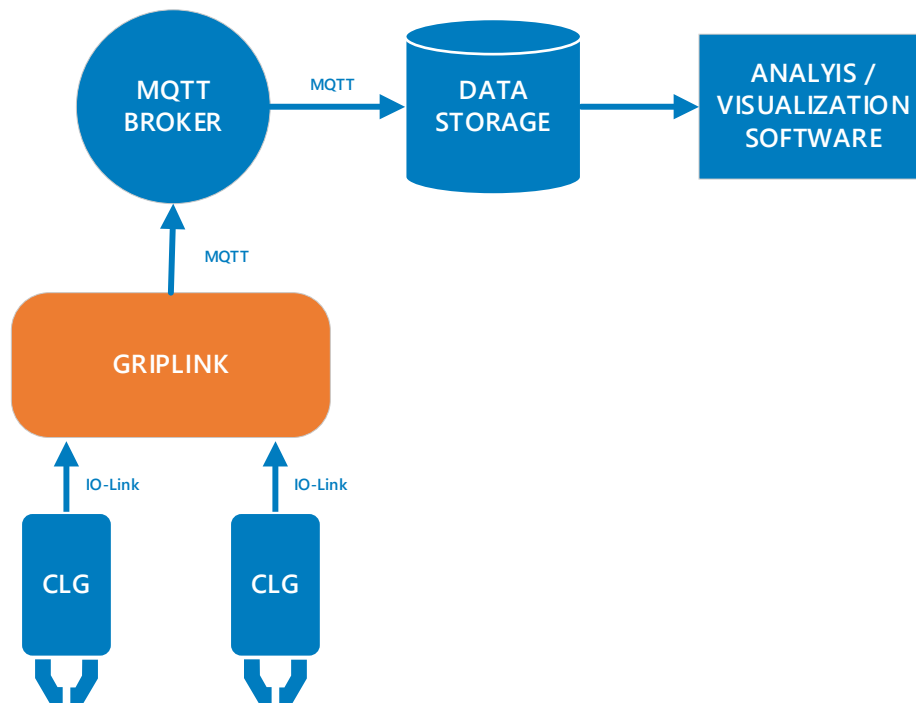 MQTT
BROKER
MQTT
DATA
STORAGE
ANALYIS /
VISUALIZATION
SOFTWARE
MQTT
GRIPLINK
IO-Link
IO-Link
CLG
CLG